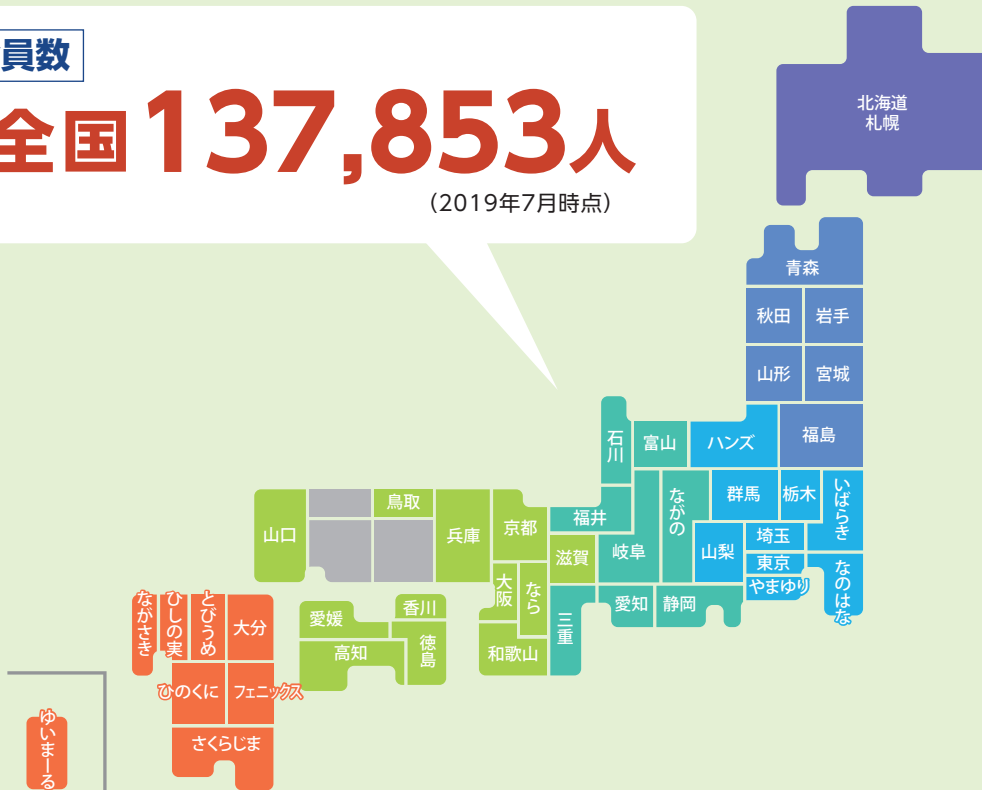 員数
全国137,853人
（2019年7月時点）
北海道
札幌
青森
秋田
岩手
山形
宮城
石川
富山
ハンズ
福島
鳥取
山口
兵庫
京都
福井
ながの
群馬
栃木
いばらき
滋賀
岐阜
山梨
埼玉
東京
やまゆり
なのはな
大阪
なら
三重
愛知
静岡
和歌山
愛媛
香川
高知
徳島
ながさき
ひしの実
とびうめ
大分
ひのくに
フェニックス
さくらじま
ゆいまーる